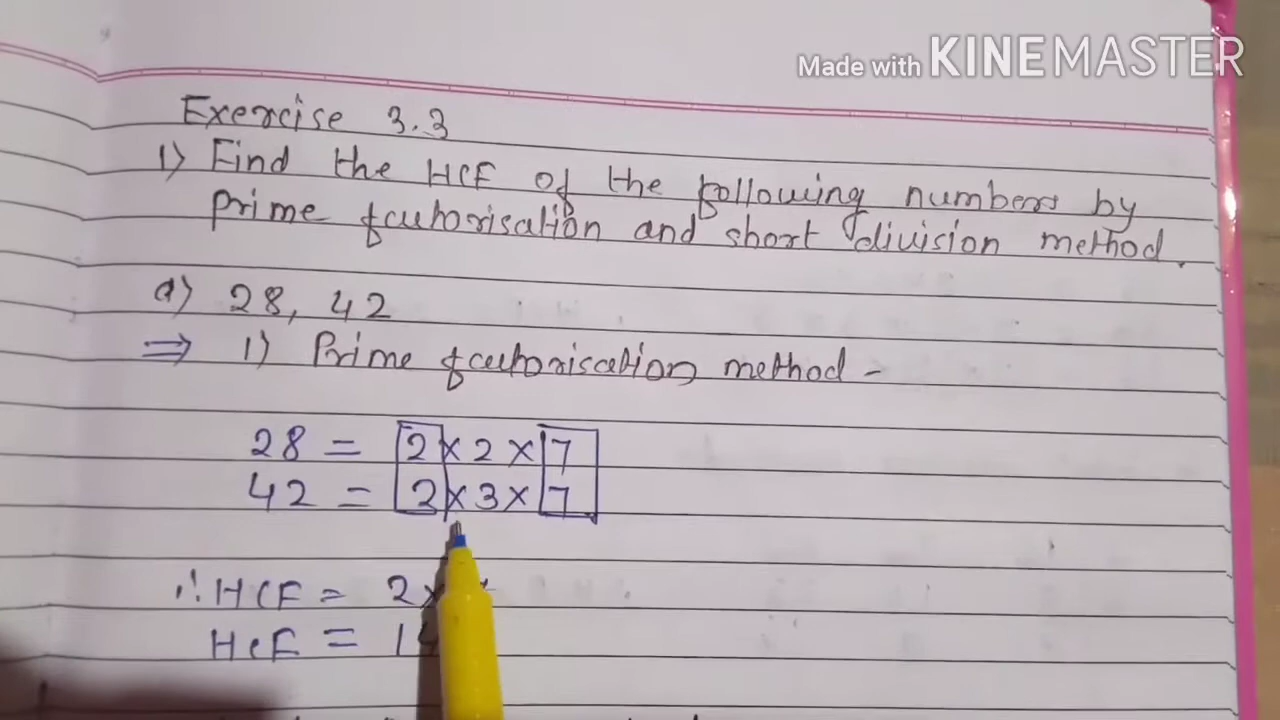 Made with KINEMASTER
Exercise 3.3
1) Find the HCF of the following numbers by
prime factorisation and short division method.
a) 28, 42
⇒ 1) Prime factorisation method -
28 = 2 × 2 × 7
42 = 2 × 3 × 7
∴ HCF = 2 ×
HCF = 14